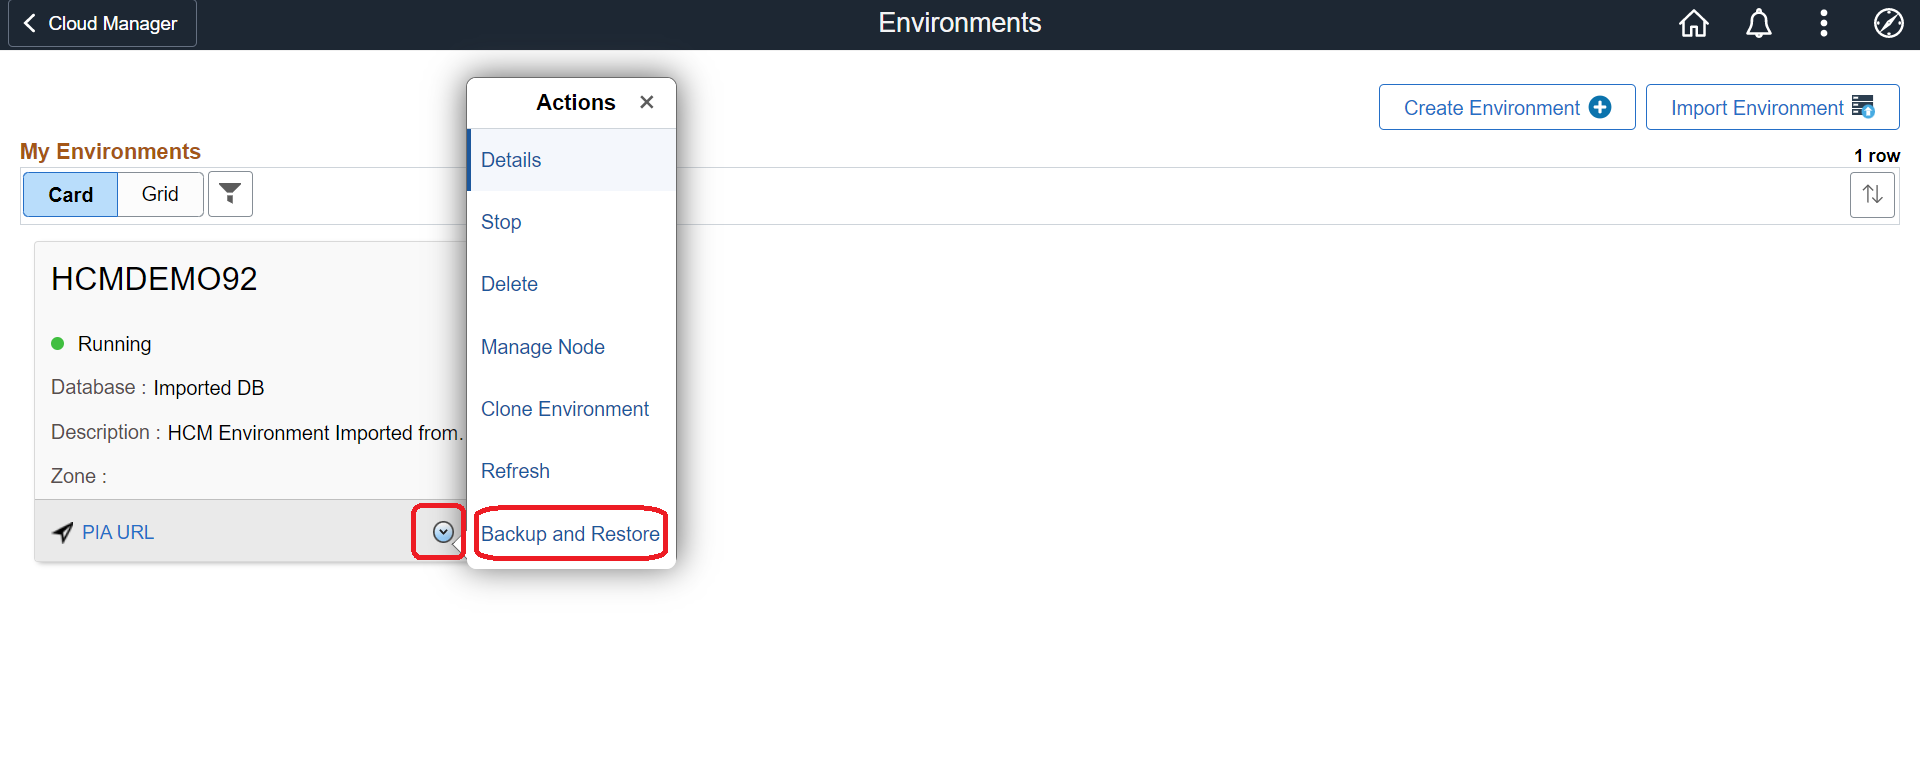 Cloud Manager
Environments
Create Environment
Import Environment
My Environments
1 row
Card
Grid
HCMDEMO92
Running
Database : Imported DB
Description : HCM Environment Imported from.
Zone :
PIA URL
Actions
Details
Stop
Delete
Manage Node
Clone Environment
Refresh
Backup and Restore